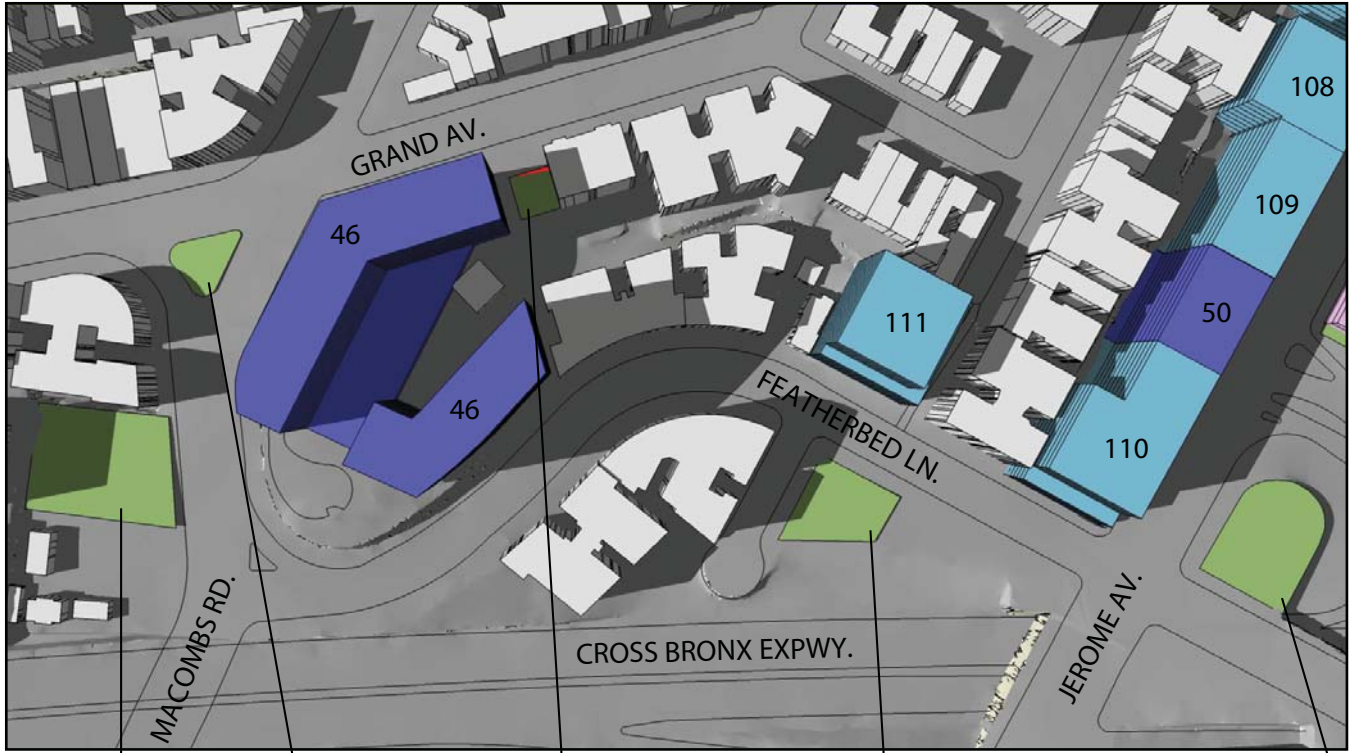 108
GRAND AV.
109
46
50
111
46
FEATHERBED LN.
110
MACOMBS RD.
JEROME AV.
CROSS BRONX EXPWY.